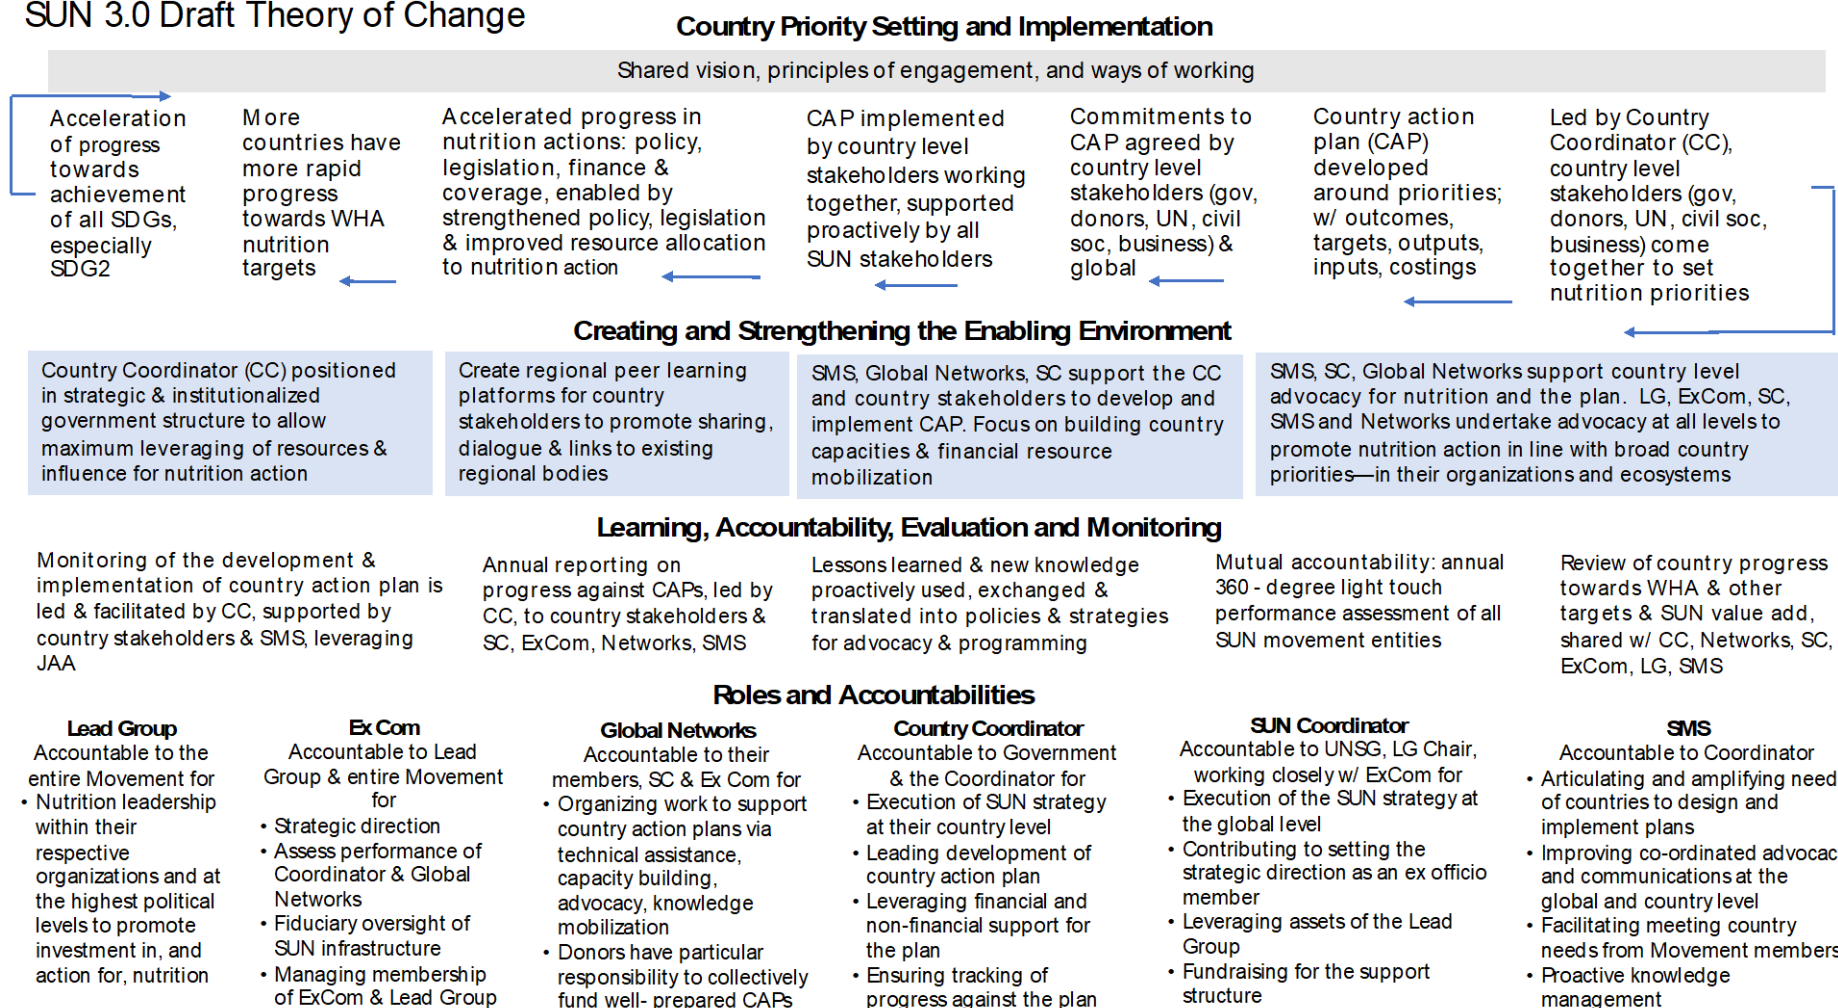 SUN 3.0 Draft Theory of Change
Country Priority Setting and Implementation
Shared vision, principles of engagement, and ways of working
Acceleration
of progress
towards
achievement
of all SDGs,
especially
SDG2
More
countries have
more rapid
progress
towards WHA
nutrition
targets
Accelerated progress in
nutrition actions: policy,
legislation, finance &
coverage, enabled by
strengthened policy, legislation
& improved resource allocation
to nutrition action
CAP implemented
by country level
stakeholders working
together, supported
proactively by all
SUN stakeholders
Commitments to
CAP agreed by
country level
stakeholders (gov,
donors, UN, civil
soc, business) &
global
Country action
plan (CAP)
developed
around priorities;
w/ outcomes,
targets, outputs,
inputs, costings
Led by Country
Coordinator (CC),
country level
stakeholders (gov,
donors, UN, civil soc,
business) come
together to set
nutrition priorities
Creating and Strengthening the Enabling Environment
Country Coordinator (CC) positioned
in strategic & institutionalized
government structure to allow
maximum leveraging of resources &
influence for nutrition action
Create regional peer learning
platforms for country
stakeholders to promote sharing,
dialogue & links to existing
regional bodies
SMS, Global Networks, SC support the CC
and country stakeholders to develop and
implement CAP. Focus on building country
capacities & financial resource
mobilization
SMS, SC, Global Networks support country level
advocacy for nutrition and the plan. LG, ExCom, SC,
SMS and Networks undertake advocacy at all levels to
promote nutrition action in line with broad country
priorities—in their organizations and ecosystems
Learning, Accountability, Evaluation and Monitoring
Monitoring of the development &
implementation of country action plan is
led & facilitated by CC, supported by
country stakeholders & SMS, leveraging
JAA
Annual reporting on
progress against CAPs, led by
CC, to country stakeholders &
SC, ExCom, Networks, SMS
Lessons learned & new knowledge
proactively used, exchanged &
translated into policies & strategies
for advocacy & programming
Mutual accountability: annual
360 - degree light touch
performance assessment of all
SUN movement entities
Review of country progress
towards WHA & other
targets & SUN value add,
shared w/ CC, Networks, SC,
ExCom, LG, SMS
Roles and Accountabilities
Lead Group
Accountable to the
entire Movement for
• Nutrition leadership
within their
respective
organizations and at
the highest political
levels to promote
investment in, and
action for, nutrition
Ex Com
Accountable to Lead
Group & entire Movement
for
• Strategic direction
• Assess performance of
Coordinator & Global
Networks
• Fiduciary oversight of
SUN infrastructure
• Managing membership
of ExCom & Lead Group
Global Networks
Accountable to their
members, SC & Ex Com for
• Organizing work to support
country action plans via
technical assistance,
capacity building,
advocacy, knowledge
mobilization
• Donors have particular
responsibility to collectively
fund well- prepared CAPs
Country Coordinator
Accountable to Government
& the Coordinator for
• Execution of SUN strategy
at their country level
• Leading development of
country action plan
• Leveraging financial and
non-financial support for
the plan
• Ensuring tracking of
progress against the plan
SUN Coordinator
Accountable to UNSG, LG Chair,
working closely w/ ExCom for
• Execution of the SUN strategy at
the global level
• Contributing to setting the
strategic direction as an ex officio
member
• Leveraging assets of the Lead
Group
• Fundraising for the support
structure
SMS
Accountable to Coordinator
• Articulating and amplifying need
of countries to design and
implement plans
• Improving co-ordinated advocac
and communications at the
global and country level
• Facilitating meeting country
needs from Movement members
• Proactive knowledge
management